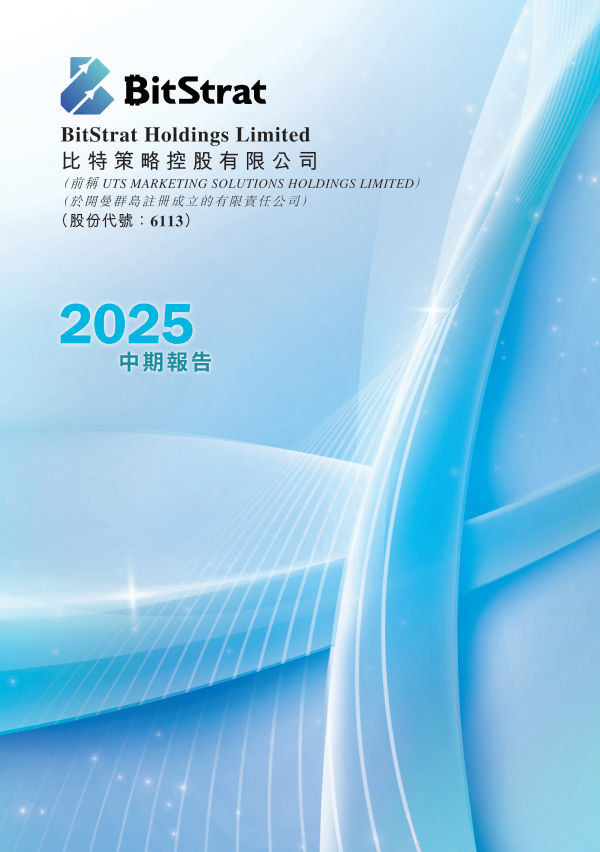 BitStrat
BitStrat Holdings Limited
比特策略控股有限公司
（前稱 UTS MARKETING SOLUTIONS HOLDINGS LIMITED）
（於開曼群島註冊成立的有限責任公司）
（股份代號：6113）
2025
中期報告